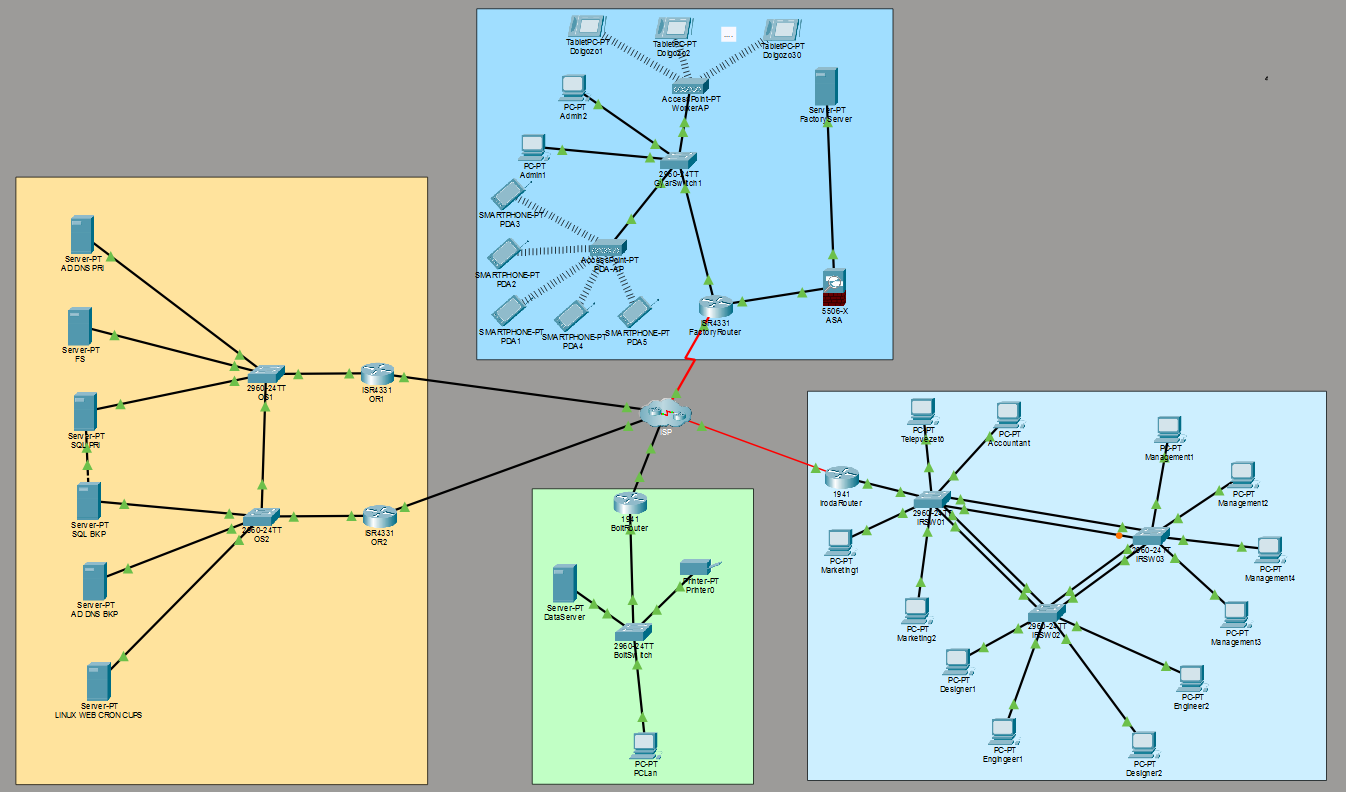 TabletPC-PT
Dolgozo1
TabletPC-PT
Dolgozo2
....
TabletPC-PT
Dolgozo30
AccessPoint-PT
WorkerAP
Server-PT
FactoryServer
PC-PT
Admin2
PC-PT
Admin1
2960-24TT
GyarSwitch1
SMARTPHONE-PT
PDA3
SMARTPHONE-PT
PDA2
AccessPoint-PT
PDA-AP
SMARTPHONE-PT
PDA1
SMARTPHONE-PT
PDA4
SMARTPHONE-PT
PDA5
ISR4331
FactoryRouter
5506-X
ASA
Server-PT
AD DNS PRI
Server-PT
FS
Server-PT
SQL PRI
Server-PT
SQL BKP
Server-PT
AD DNS BKP
Server-PT
LINUX WEB CRON CUPS
2960-24TT
OS1
ISR4331
OR1
2960-24TT
OS2
ISR4331
OR2
ISP
1941
BoltRouter
Server-PT
DataServer
Printer-PT
Printer0
2960-24TT
BoltSwitch
PC-PT
PCLan
1941
IrodaRouter
PC-PT
Telepvezető
PC-PT
Accountant
2960-24TT
IRSW01
PC-PT
Marketing1
PC-PT
Marketing2
PC-PT
Management1
PC-PT
Management2
2960-24TT
IRSW03
PC-PT
Management4
PC-PT
Management3
2960-24TT
IRSW02
PC-PT
Designer1
PC-PT
Engingeer1
PC-PT
Designer2
PC-PT
Engineer2